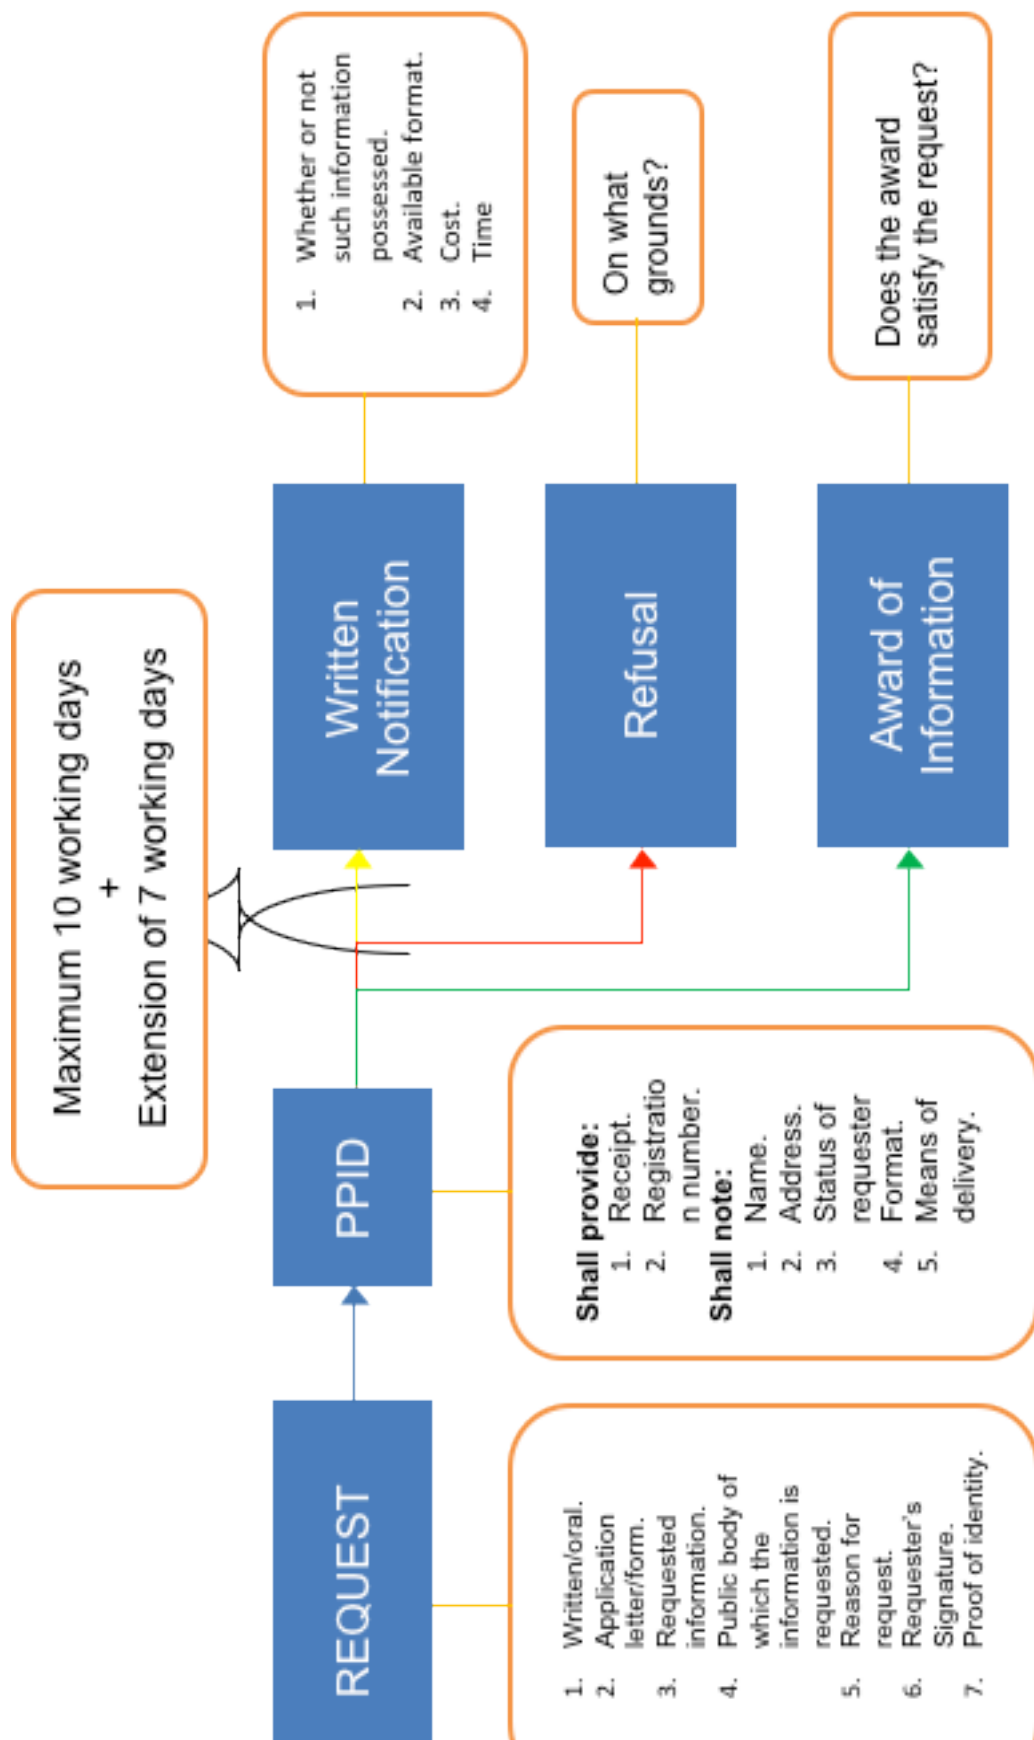 Maximum 10 working days
+
Extension of 7 working days
REQUEST
PPID
Written
Notification
1. Whether or not
such information
possessed.
2. Available format.
3. Cost.
4. Time
Refusal
On what
grounds?
Award of
Information
Does the award
satisfy the request?
1. Written/oral.
2. Application
letter/form.
3. Requested
information.
4. Public body of
which the
information is
requested.
5. Reason for
request.
6. Requester's
Signature.
7. Proof of identity.
Shall provide:
1. Receipt.
2. Registratio
n number.
Shall note:
1. Name.
2. Address.
3. Status of
requester
4. Format.
5. Means of
delivery.